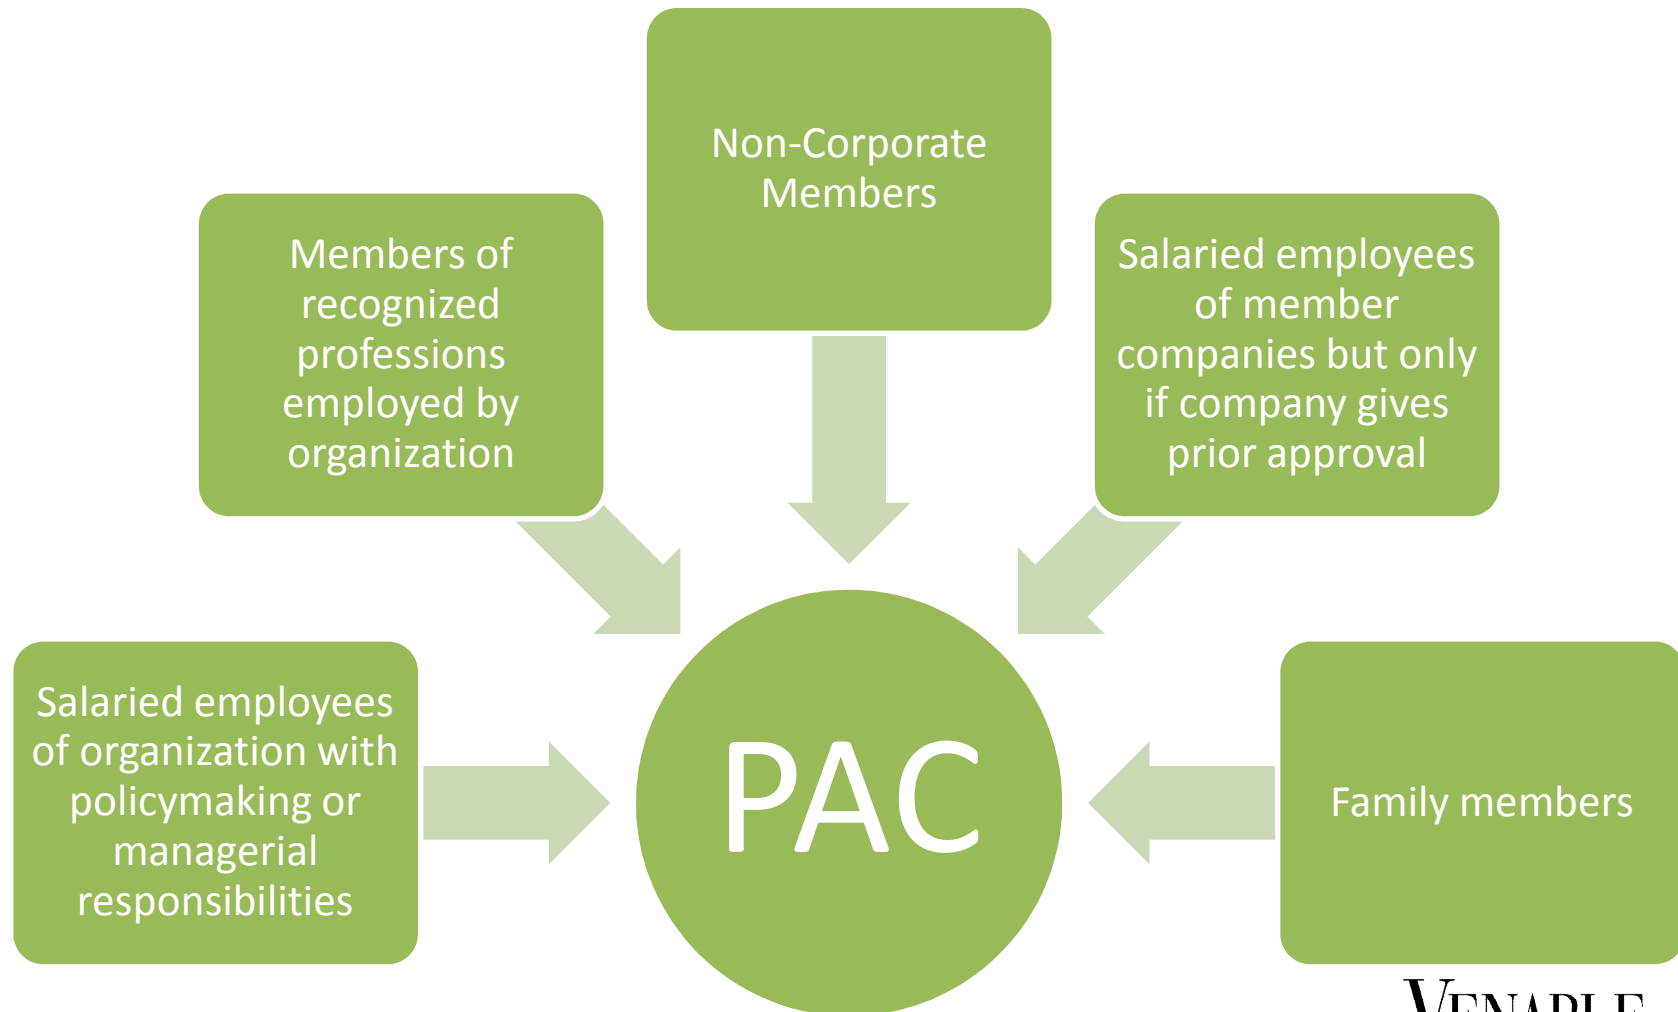 Non-Corporate
Members
Members of
recognized
professions
employed by
organization
Salaried employees
of member
companies but only
if company gives
prior approval
Salaried employees
of organization with
policymaking or
managerial
responsibilities
PAC
Family members
VENABLE